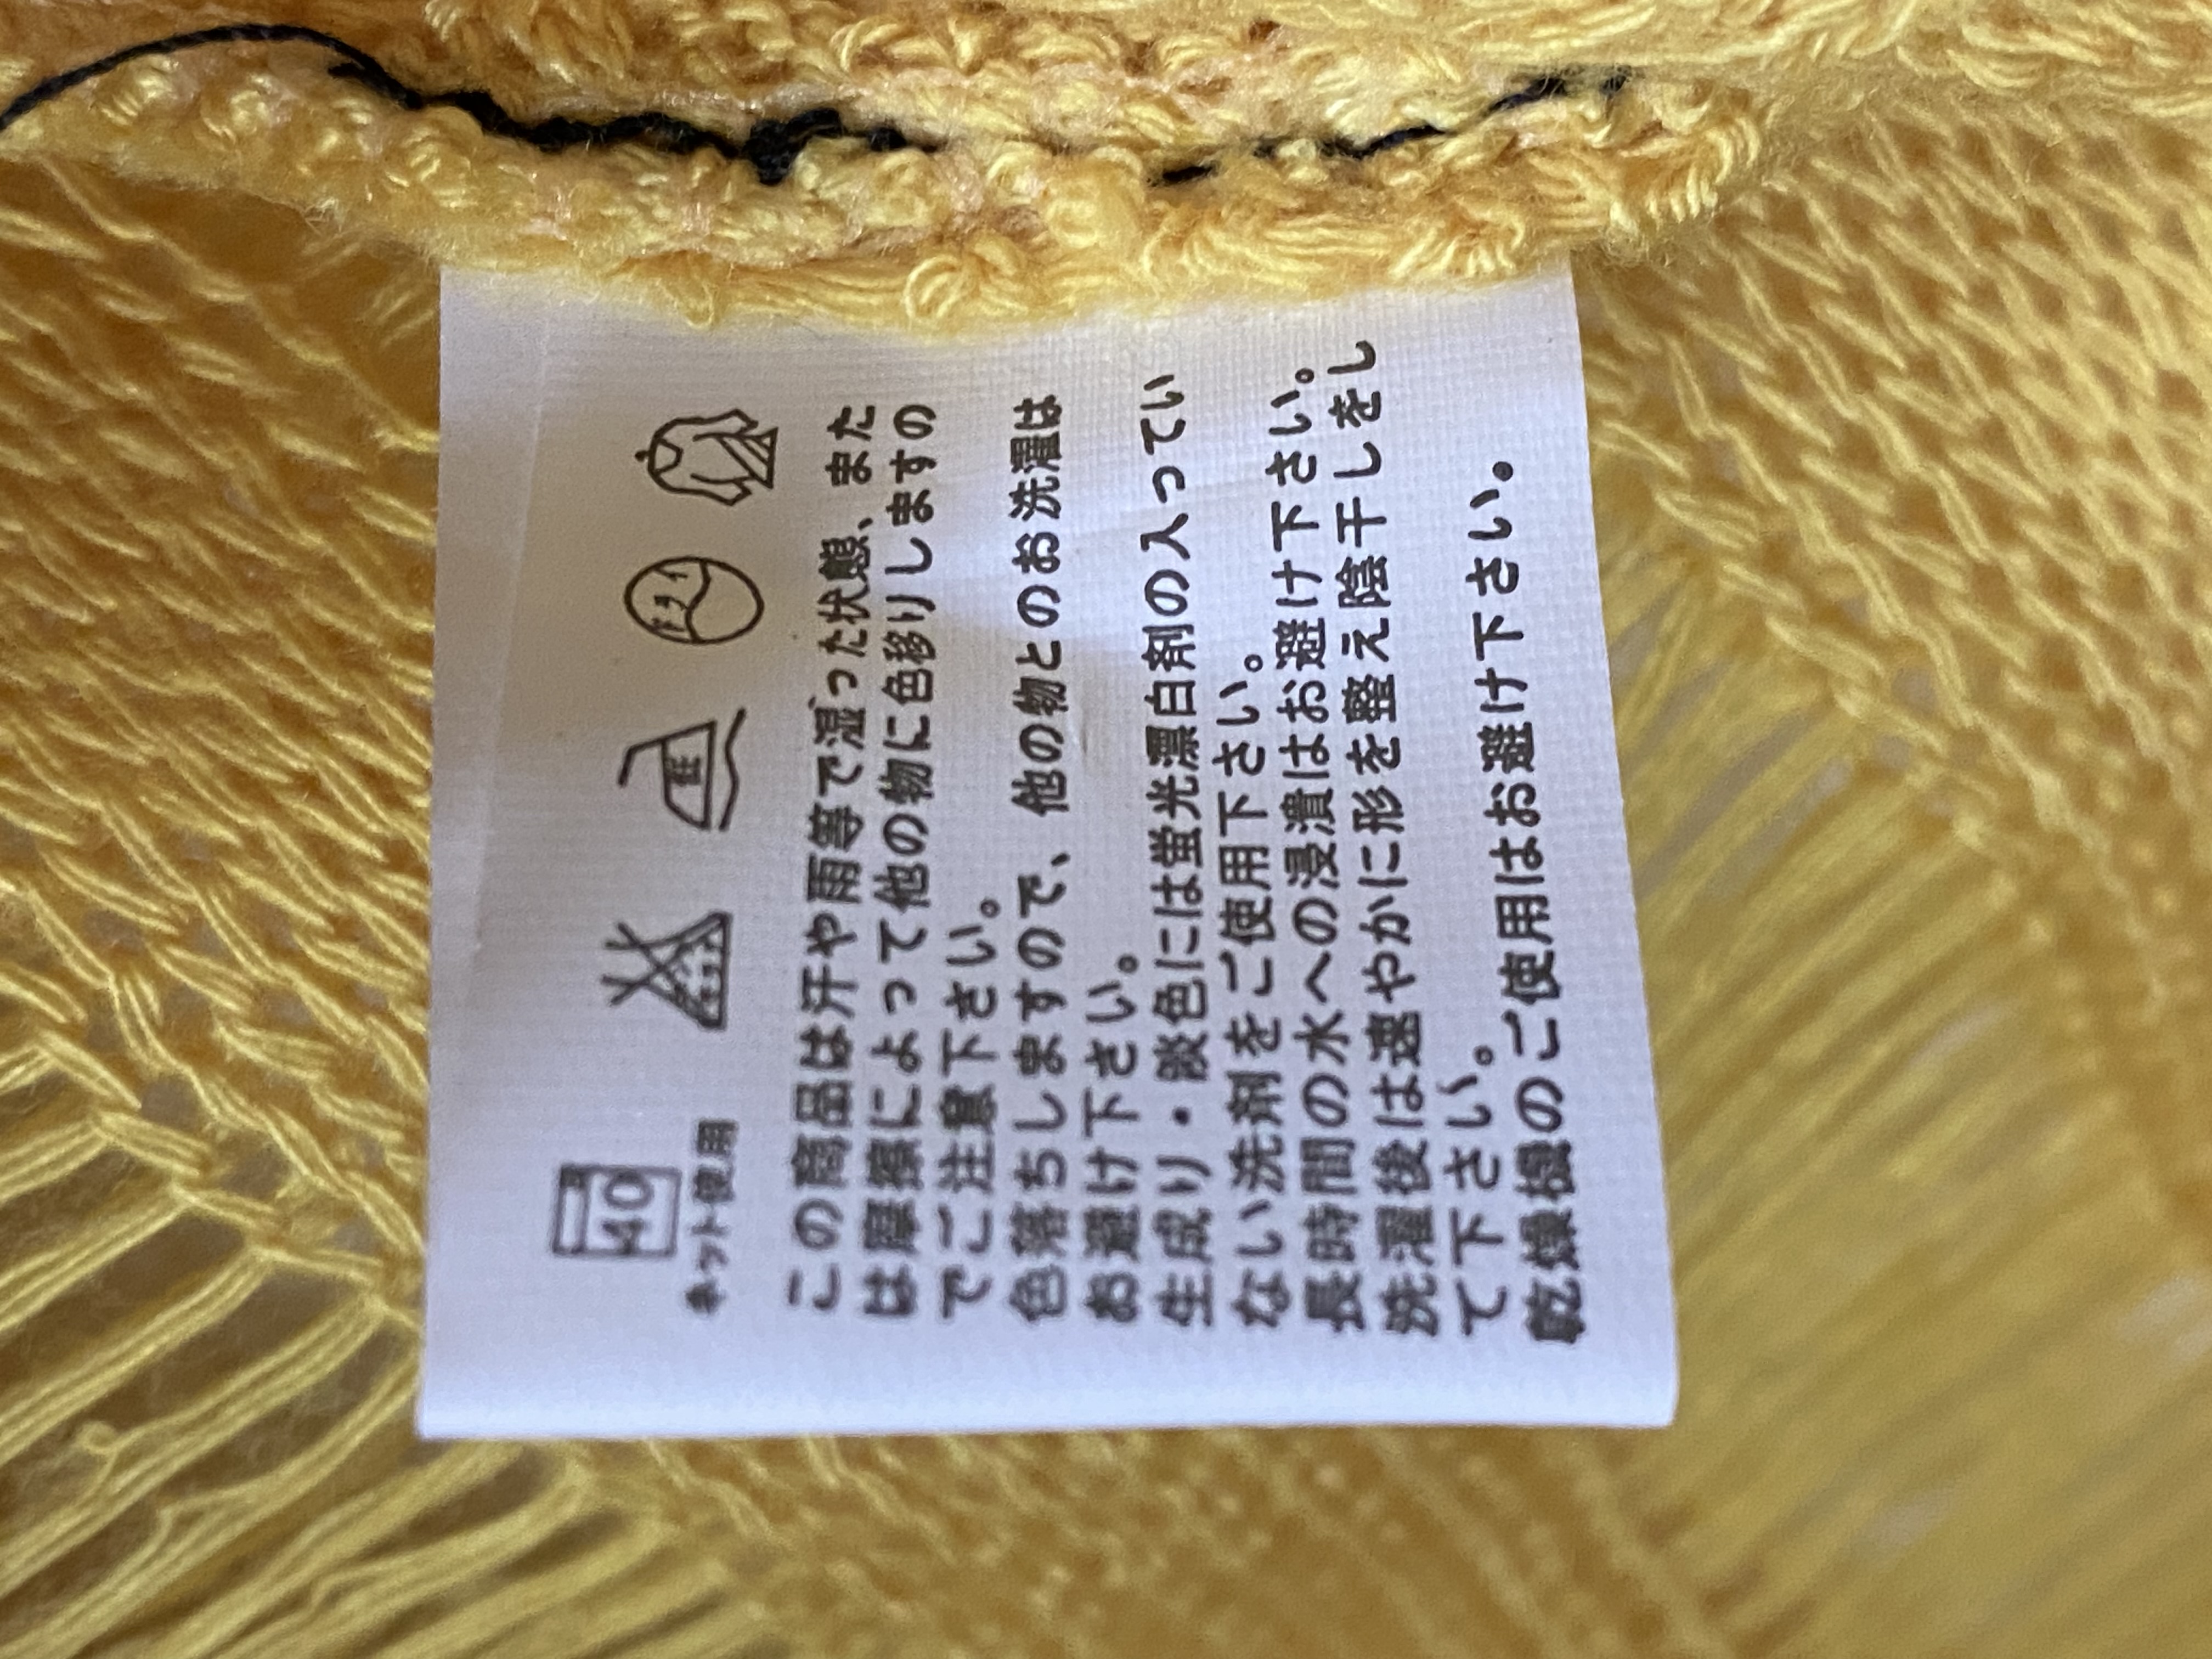 40
ネット使用
中
ドライ
この商品は汗や雨等で湿った状態、また
は摩擦によって他の物に色移りしますの
でご注意下さい。
色落ちしますので、他の物とのお洗濯は
お避け下さい。
生成り・淡色には蛍光漂白剤の入ってい
ない洗剤をご使用下さい。
長時間の水への浸漬はお避け下さい。
洗濯後は速やかに形を整え陰干しをし
て下さい。
乾燥機のご使用はお避け下さい。